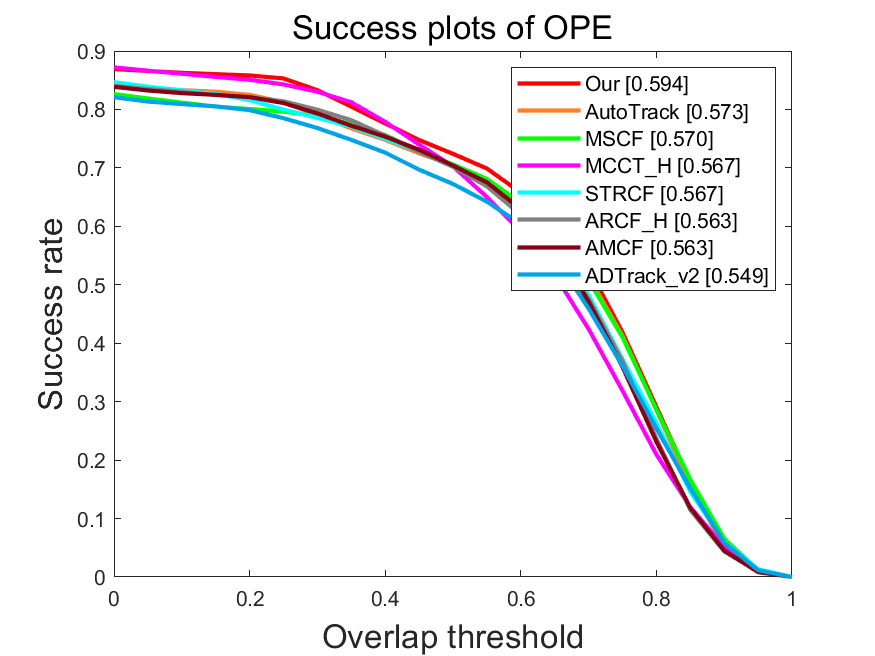 Success plots of OPE
0.9
0.8
0.7
0.6
0.5
0.4
0.3
0.2
0.1
0
Success rate
Our [0.594]
AutoTrack [0.573]
MSCF [0.570]
MCCT_H [0.567]
STRCF [0.567]
ARCF_H [0.563]
AMCF [0.563]
ADTrack_v2 [0.549]
0 0.2 0.4 0.6 0.8 1
Overlap threshold